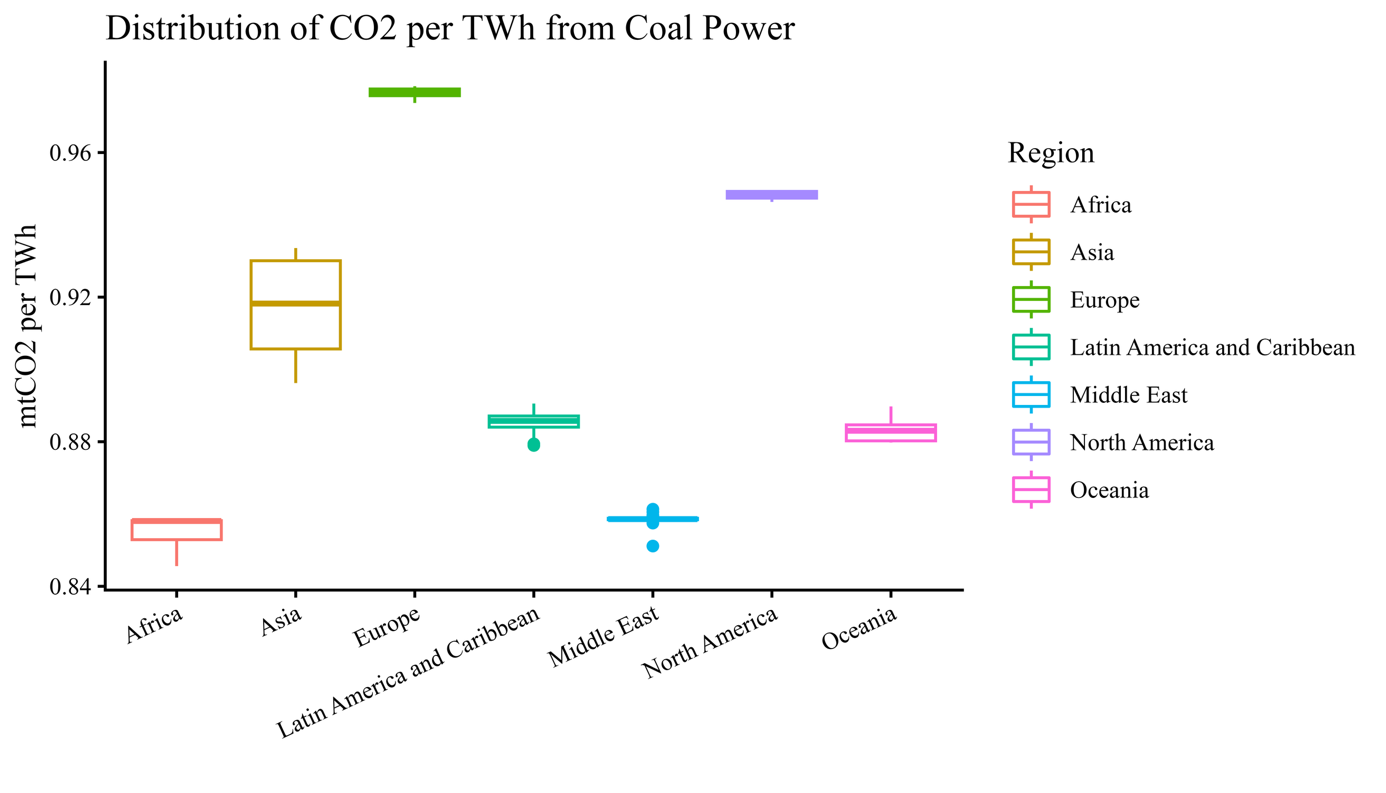 Distribution of CO2 per TWh from Coal Power
mtCO2 per TWh
0.96
0.92
0.88
0.84
Africa
Asia
Europe
Latin America and Caribbean
Middle East
North America
Oceania
Region
Africa
Asia
Europe
Latin America and Caribbean
Middle East
North America
Oceania